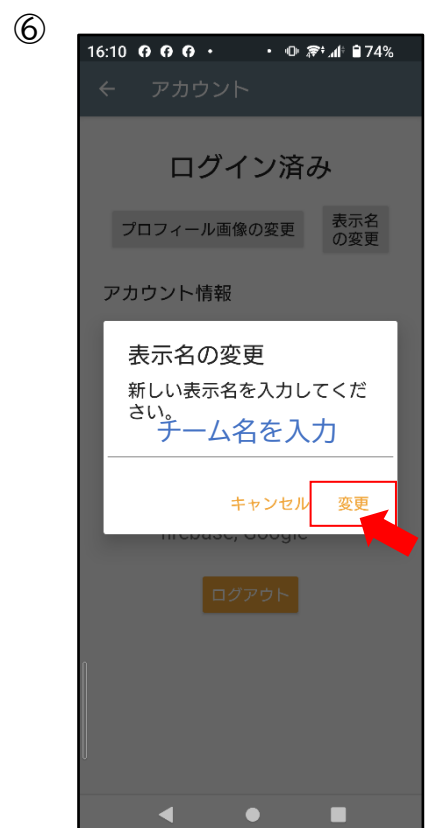 ⑥
16:10 74%
アカウント
ログイン済み
プロフィール画像の変更
表示名
の変更
アカウント情報
表示名の変更
新しい表示名を入力してくだ
さい。
チーム名を入力
キャンセル 変更
firebase, Google
ログアウト